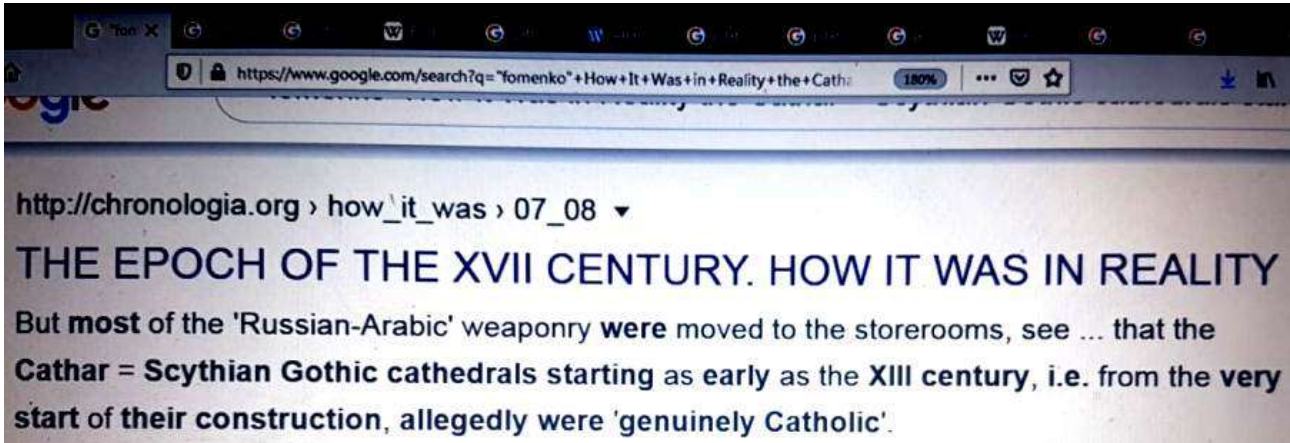 "fom
https://www.google.com/search?q="fomenko"+How+It+Was+in+Reality+the+Catha
180%
http://chronologia.org › how_it_was › 07_08
THE EPOCH OF THE XVII CENTURY. HOW IT WAS IN REALITY
But most of the 'Russian-Arabic' weaponry were moved to the storerooms, see ... that the
Cathar = Scythian Gothic cathedrals starting as early as the XIII century, i.e. from the very
start of their construction, allegedly were 'genuinely Catholic'.